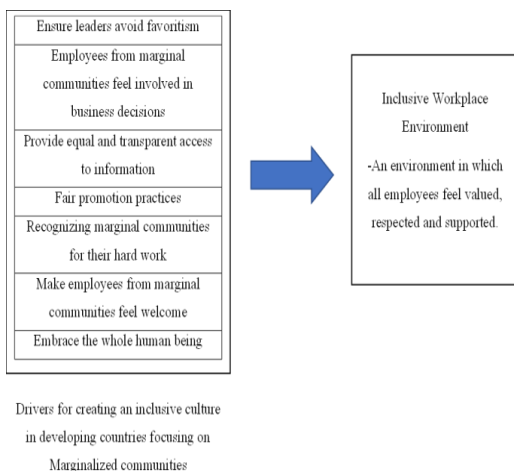 Ensure leaders avoid favoritism
Employees from marginal
communities feel involved in
business decisions
Provide equal and transparent access
to information
Fair promotion practices
Recognizing marginal communities
for their hard work
Make employees from marginal
communities feel welcome
Embrace the whole human being
Drivers for creating an inclusive culture
in developing countries focusing on
Marginalized communities
Inclusive Workplace
Environment
-An environment in which
all employees feel valued,
respected and supported.